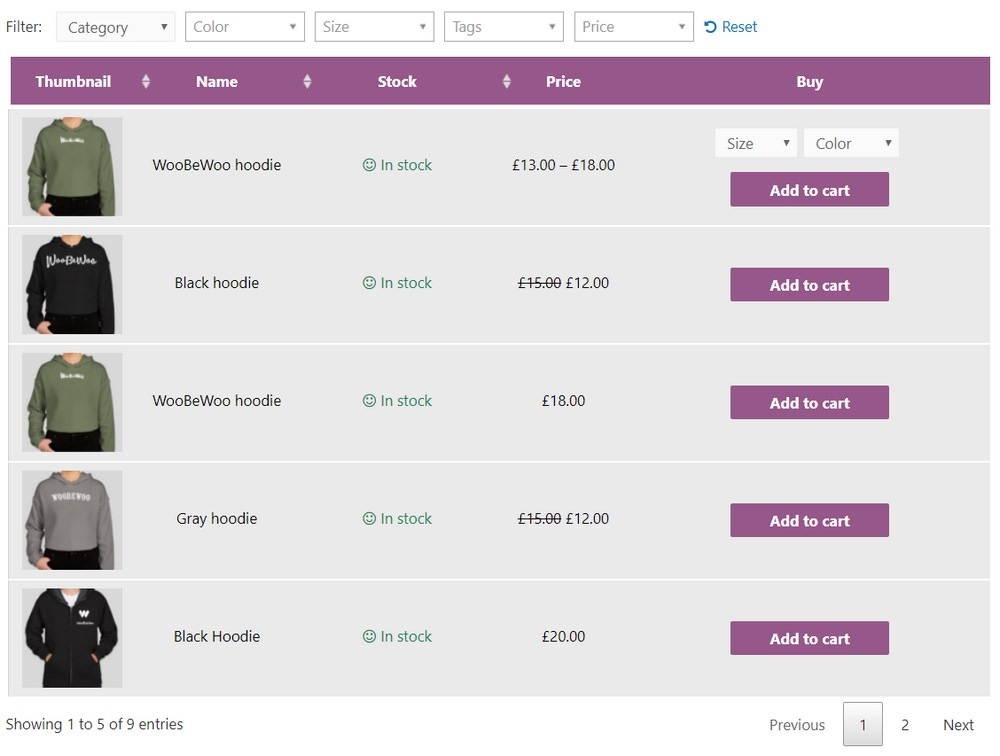 Filter: Category Color Size Tags Price Reset
Thumbnail Name Stock Price Buy
WooBeWoo
WooBeWoo hoodie In stock £13.00 – £18.00 Size Color
Add to cart
WooBeWoo
Black hoodie In stock £15.00 £12.00 Add to cart
WooBeWoo
WooBeWoo hoodie In stock £18.00 Add to cart
WOOBEWOO
Gray hoodie In stock £15.00 £12.00 Add to cart
W
Black Hoodie In stock £20.00 Add to cart
Showing 1 to 5 of 9 entries Previous 1 2 Next